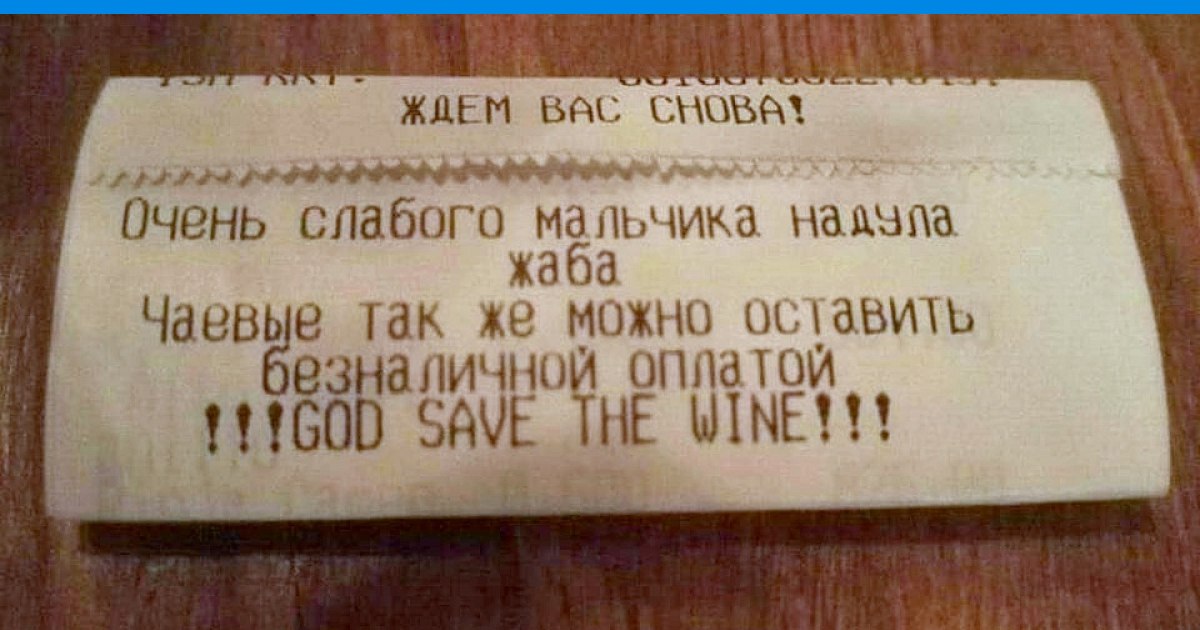 ЖДЕМ ВАС СНОВА!
Очень слабого мальчика надула
жаба
Чаевые так же можно оставить
безналичной оплатой
!!!GOD SAVE THE WINE!!!